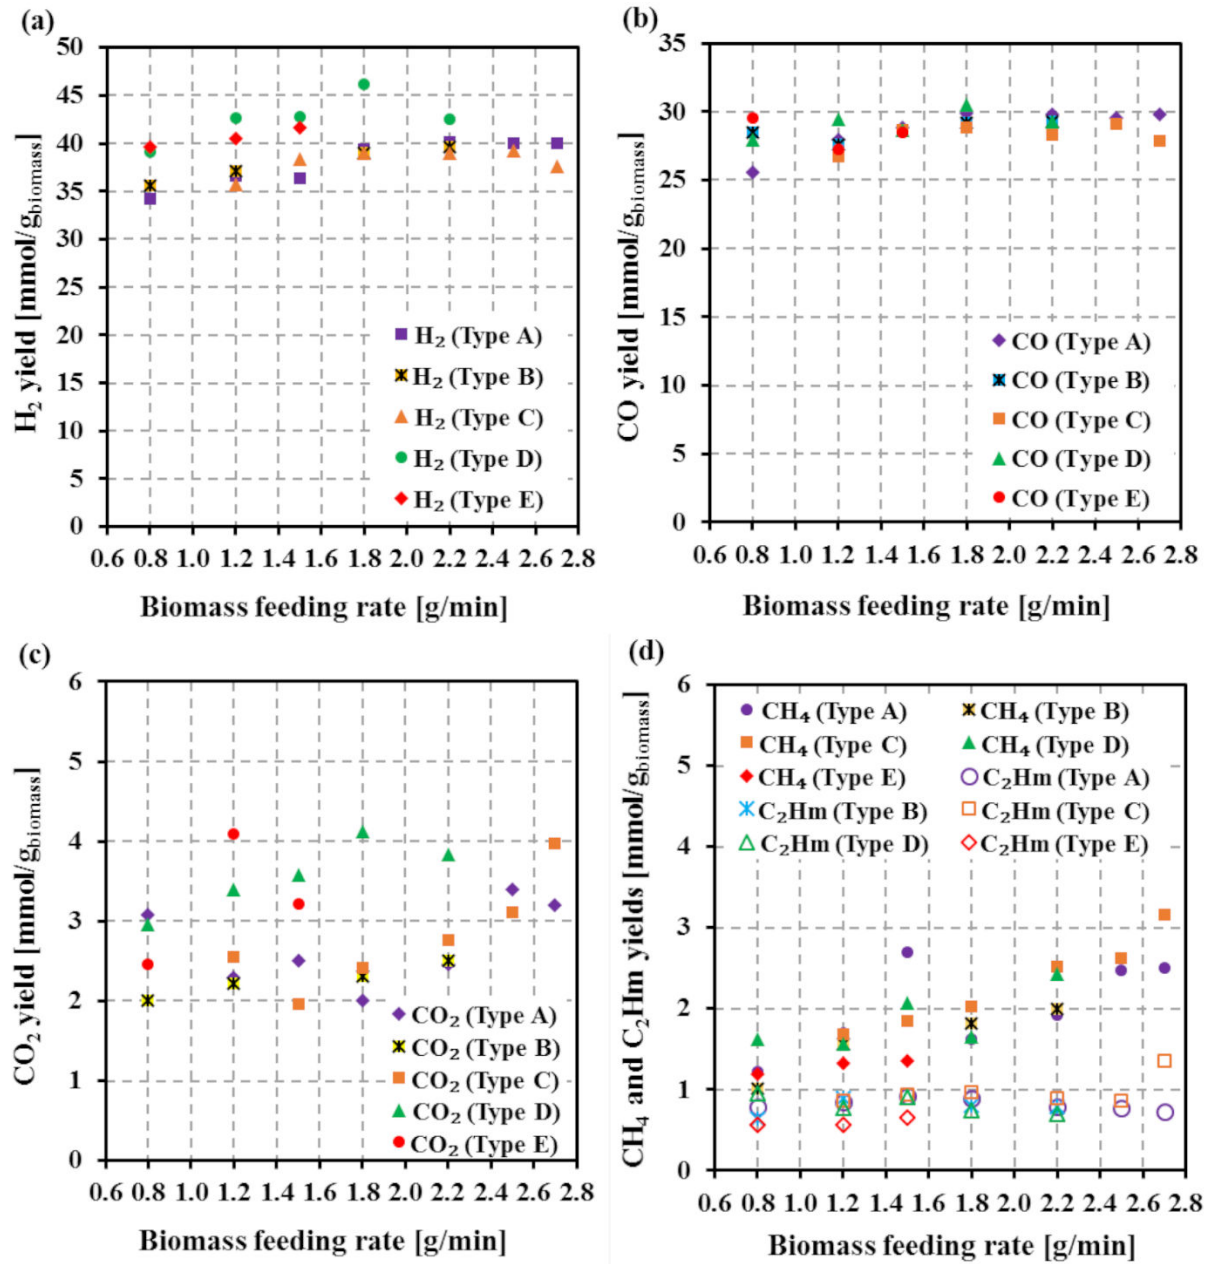 (a)
50
45
40
35
30
25
20
15
10
5
0
H₂ yield [mmol/g_biomass]
H₂ (Type A)
H₂ (Type B)
H₂ (Type C)
H₂ (Type D)
H₂ (Type E)
0.6 0.8 1.0 1.2 1.4 1.6 1.8 2.0 2.2 2.4 2.6 2.8
Biomass feeding rate [g/min]
(b)
35
30
25
20
15
10
5
0
CO yield [mmol/g_biomass]
CO (Type A)
CO (Type B)
CO (Type C)
CO (Type D)
CO (Type E)
0.6 0.8 1.0 1.2 1.4 1.6 1.8 2.0 2.2 2.4 2.6 2.8
Biomass feeding rate [g/min]
(c)
6
5
4
3
2
1
0
CO₂ yield [mmol/g_biomass]
CO₂ (Type A)
CO₂ (Type B)
CO₂ (Type C)
CO₂ (Type D)
CO₂ (Type E)
0.6 0.8 1.0 1.2 1.4 1.6 1.8 2.0 2.2 2.4 2.6 2.8
Biomass feeding rate [g/min]
(d)
6
5
4
3
2
1
0
CH₄ and C₂Hm yields [mmol/g_biomass]
CH₄ (Type A) CH₄ (Type B)
CH₄ (Type C) CH₄ (Type D)
CH₄ (Type E) C₂Hm (Type A)
C₂Hm (Type B) C₂Hm (Type C)
C₂Hm (Type D) C₂Hm (Type E)
0.6 0.8 1.0 1.2 1.4 1.6 1.8 2.0 2.2 2.4 2.6 2.8
Biomass feeding rate [g/min]